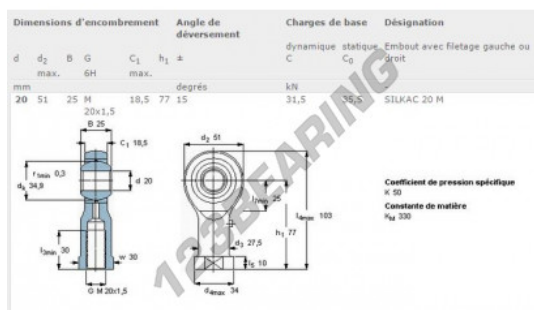 Dimensions d'encombrement Angle de déversement Charges de base Désignation
dynamique statique Embout avec filetage gauche ou droit
d d2 B G C1 h1 ± C C0
max. 6H max.
mm degrés kN -
20 51 25 M 20x1,5 18,5 77 15 31,5 35,5 SILKAC 20 M
B 25
C1 18,5
r1min 0,3
dk 34,9
d 20
l3min 30
w 30
G M 20x1,5
d2 51
l7min 25
l4max 103
h1 77
d3 27,5
l5 10
d4max 34
Coefficient de pression spécifique
K 50
Constante de matière
KM 330
123BEARING